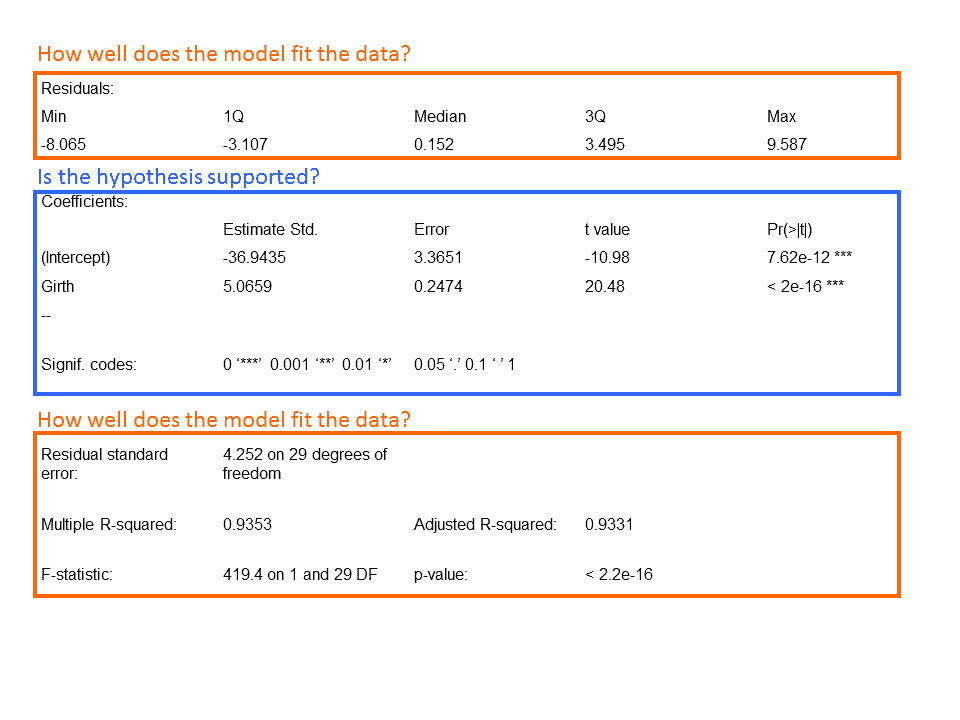 How well does the model fit the data?
Residuals:
Min 1Q Median 3Q Max
-8.065 -3.107 0.152 3.495 9.587
Is the hypothesis supported?
Coefficients:
Estimate Std. Error t value Pr(>|t|)
(Intercept) -36.9435 3.3651 -10.98 7.62e-12 ***
Girth 5.0659 0.2474 20.48 < 2e-16 ***
--
Signif. codes: 0 ‘***’ 0.001 ‘**’ 0.01 ‘*’ 0.05 ‘.’ 0.1 ‘ ’ 1
How well does the model fit the data?
Residual standard error: 4.252 on 29 degrees of freedom
Multiple R-squared: 0.9353 Adjusted R-squared: 0.9331
F-statistic: 419.4 on 1 and 29 DF p-value: < 2.2e-16